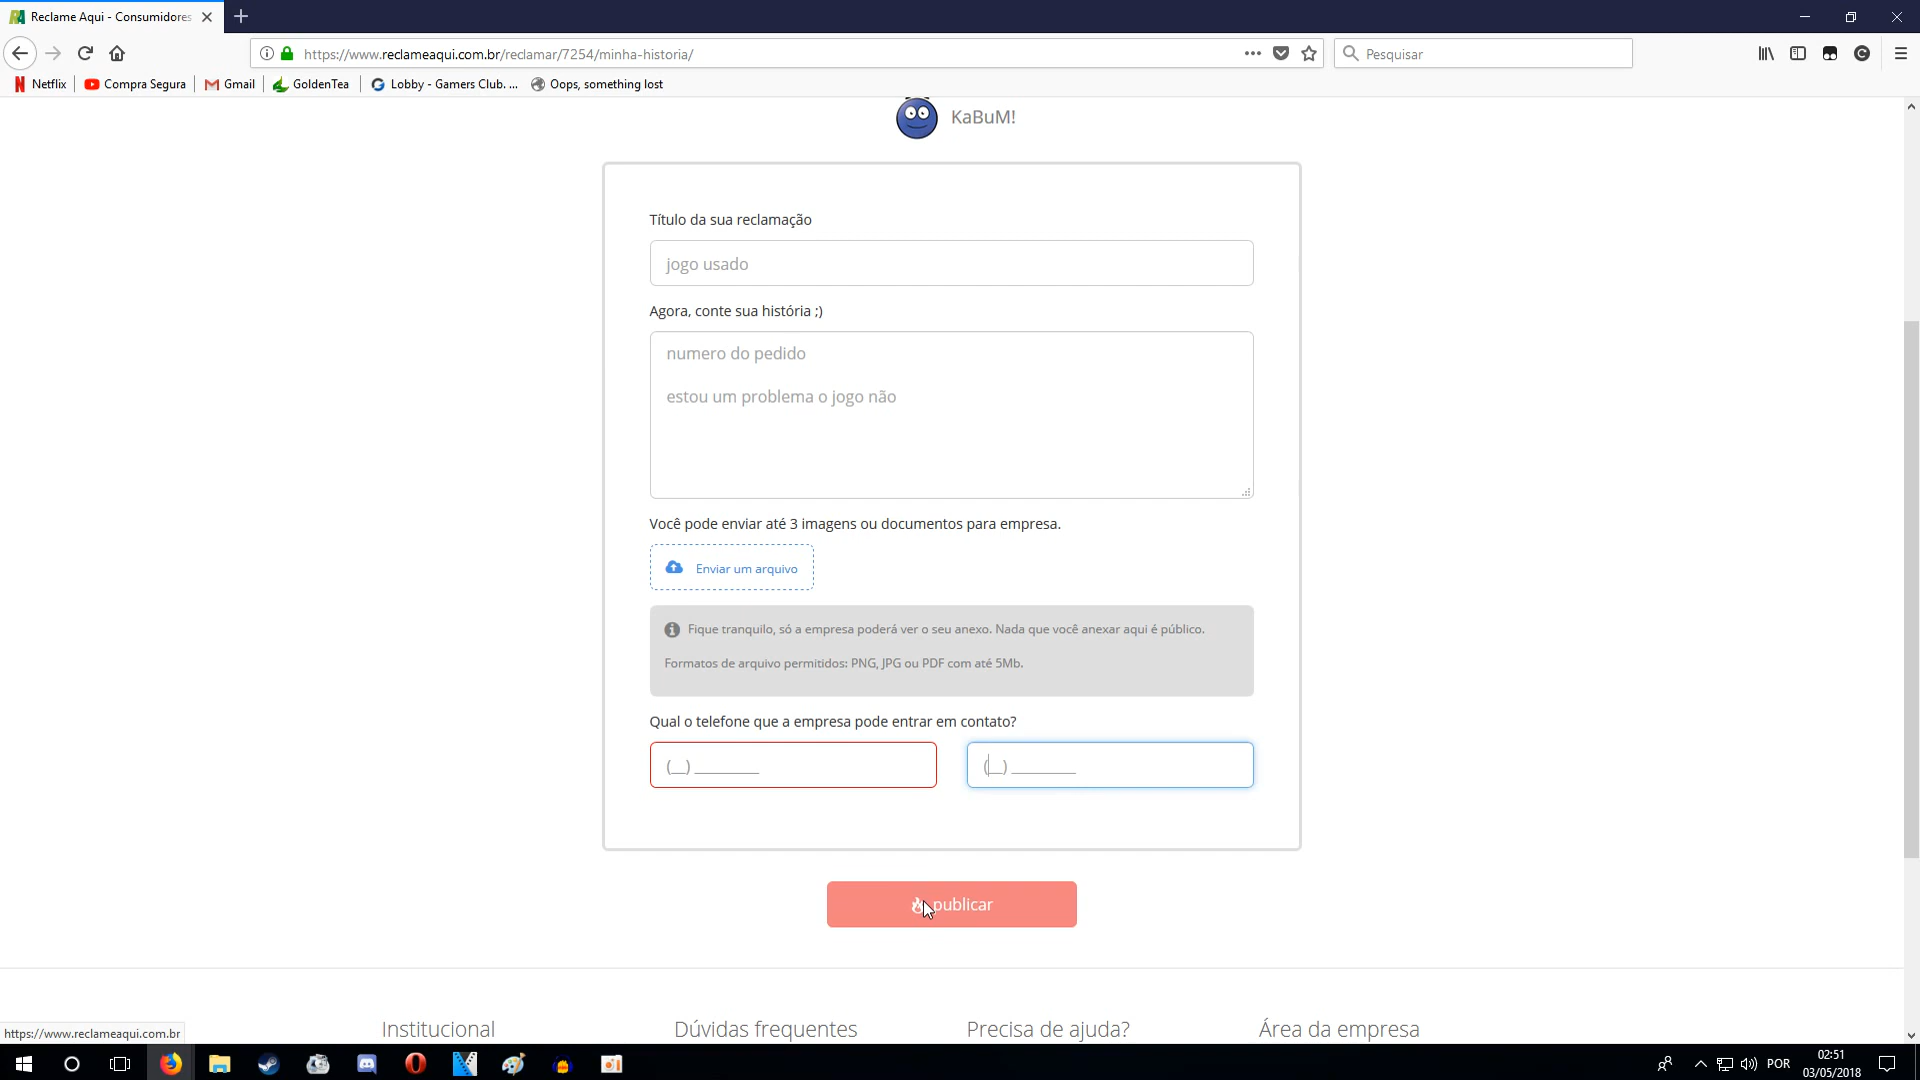 Reclame Aqui - Consumidores
https://www.reclameaqui.com.br/reclamar/7254/minha-historia/
Pesquisar
Netflix
Compra Segura
Gmail
GoldenTea
Lobby - Gamers Club. ...
Oops, something lost
KaBuM!
Título da sua reclamação
jogo usado
Agora, conte sua história ;)
numero do pedido
estou um problema o jogo não
Você pode enviar até 3 imagens ou documentos para empresa.
Enviar um arquivo
Fique tranquilo, só a empresa poderá ver o seu anexo. Nada que você anexar aqui é público.
Formatos de arquivo permitidos: PNG, JPG ou PDF com até 5Mb.
Qual o telefone que a empresa pode entrar em contato?
(__) _________
(__) _________
publicar
Institucional
Dúvidas frequentes
Precisa de ajuda?
Área da empresa
https://www.reclameaqui.com.br
POR
02:51
03/05/2018